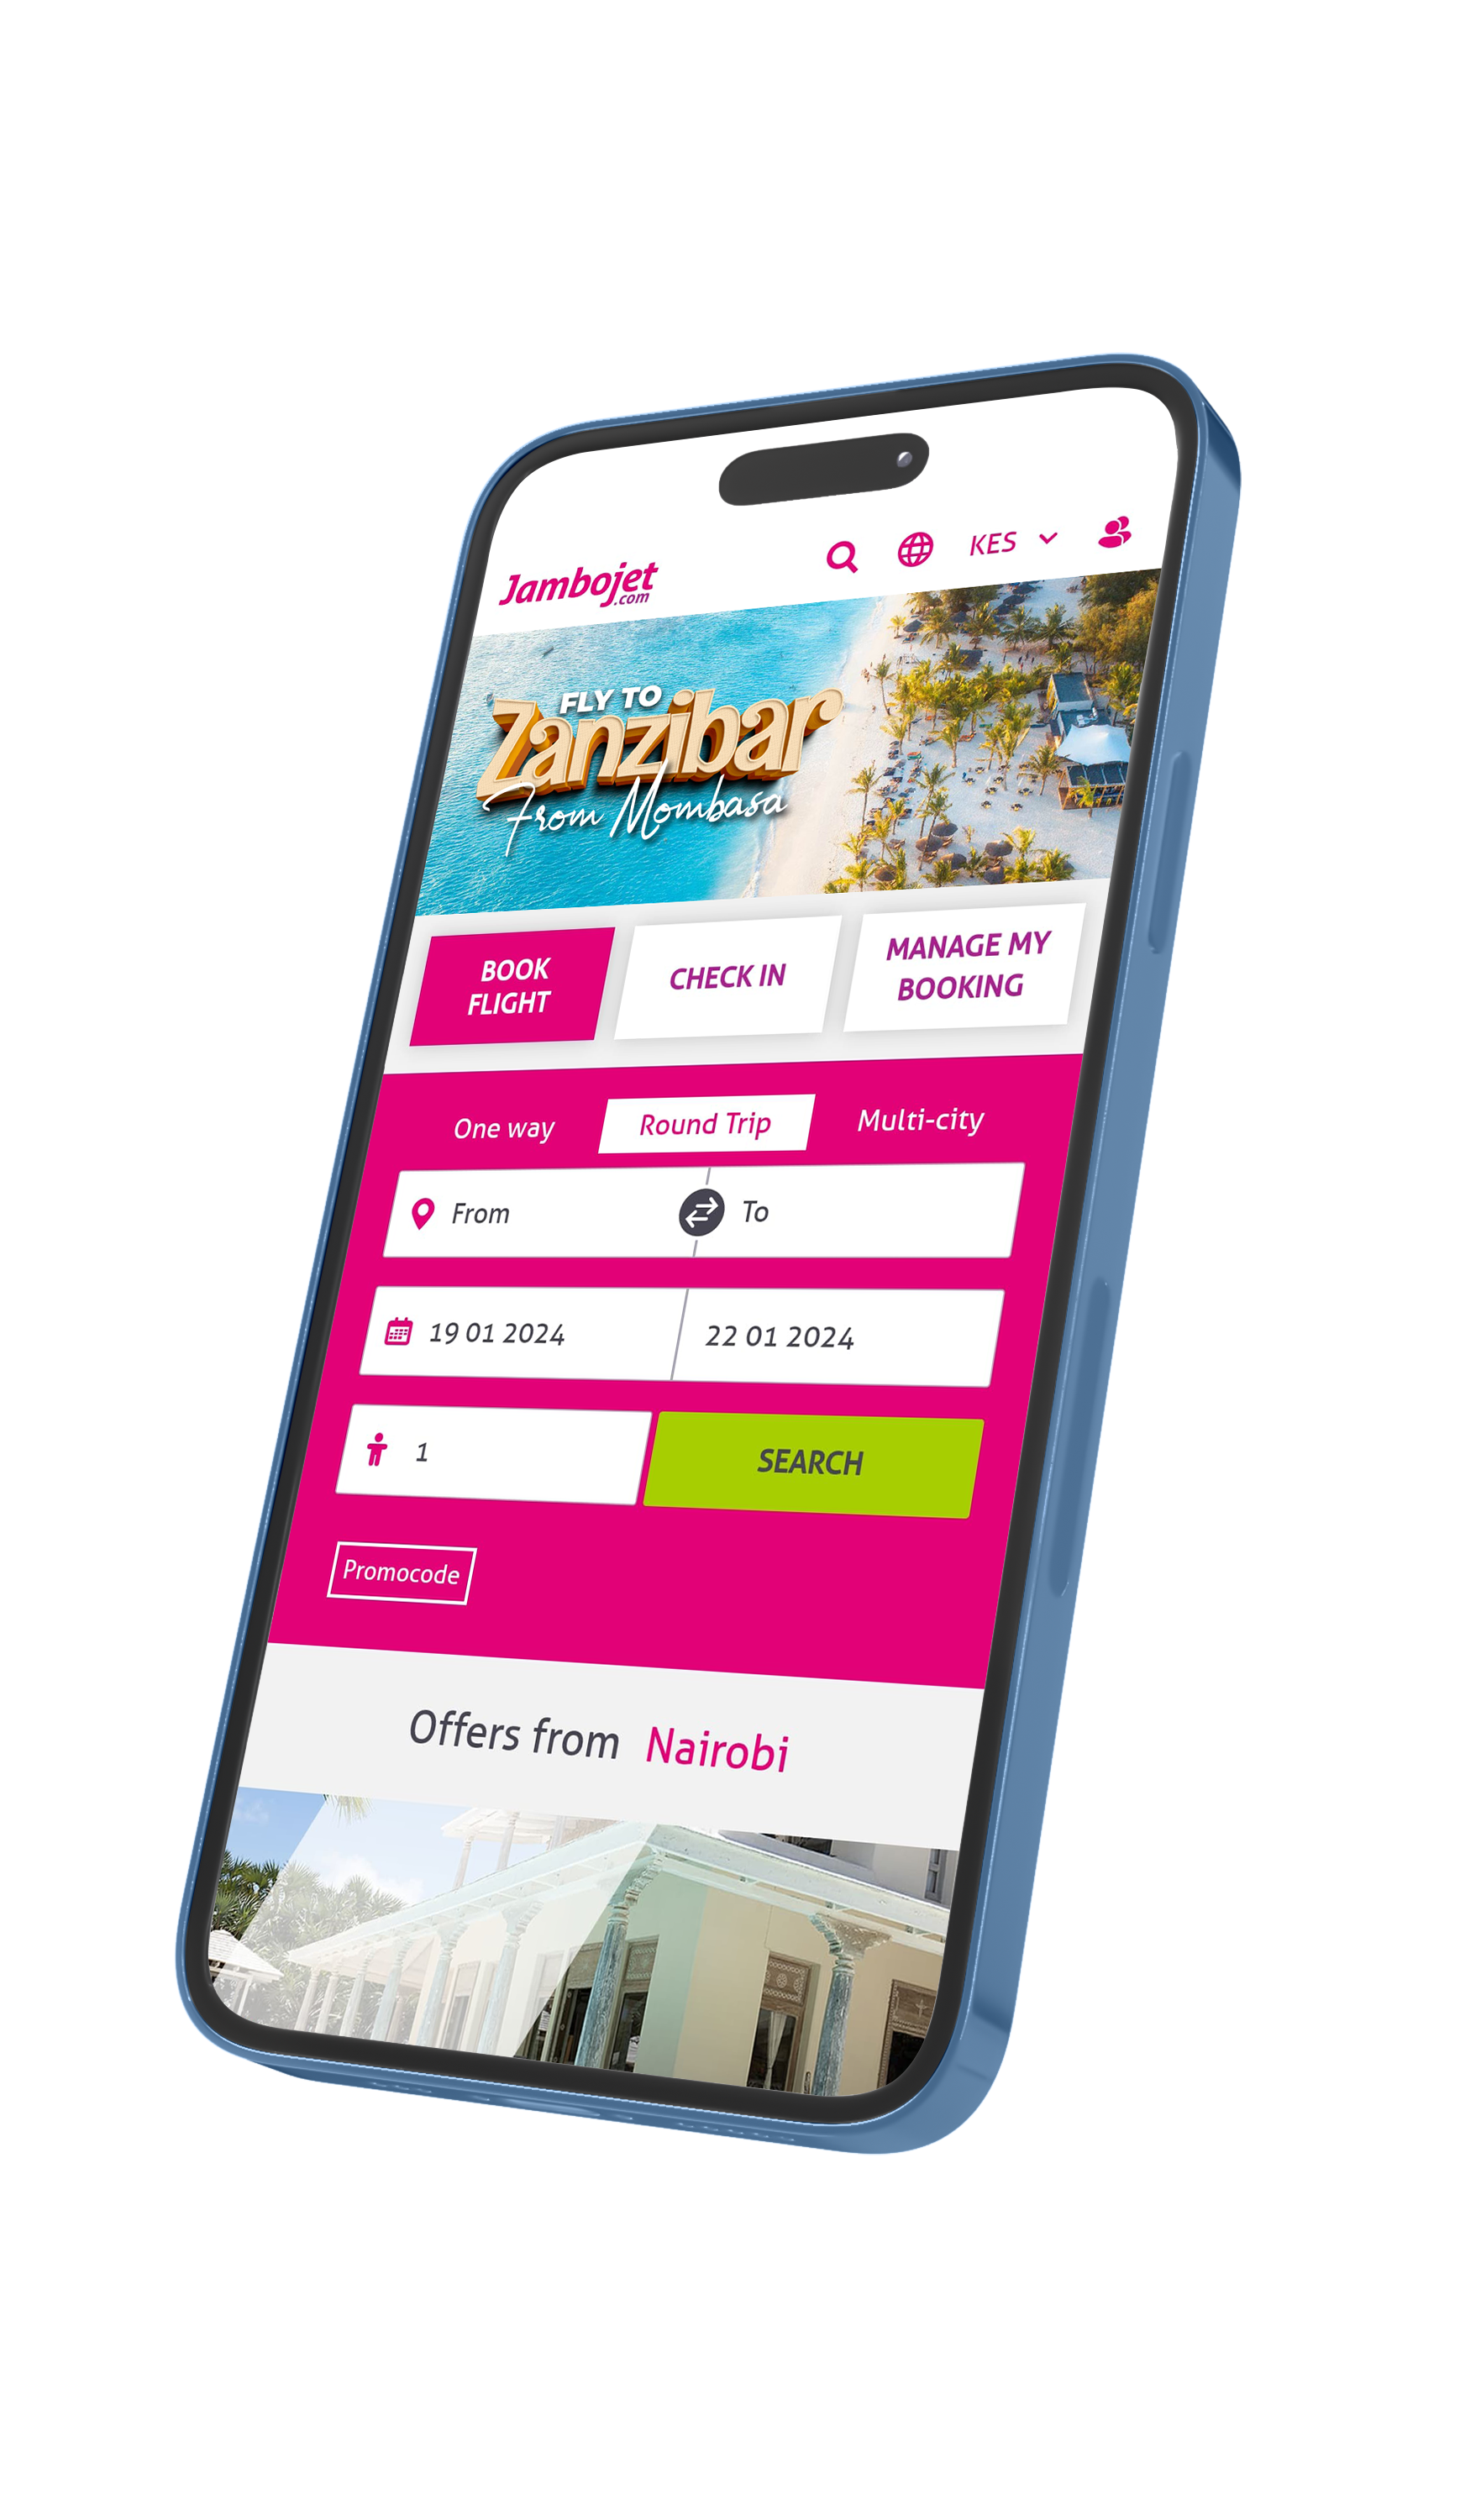 Jambojet
.com
KES
FLY TO
Zanzibar
From Mombasa
BOOK
FLIGHT
CHECK IN
MANAGE MY
BOOKING
One way
Round Trip
Multi-city
From
To
19 01 2024
22 01 2024
1
SEARCH
Promocode
Offers from Nairobi